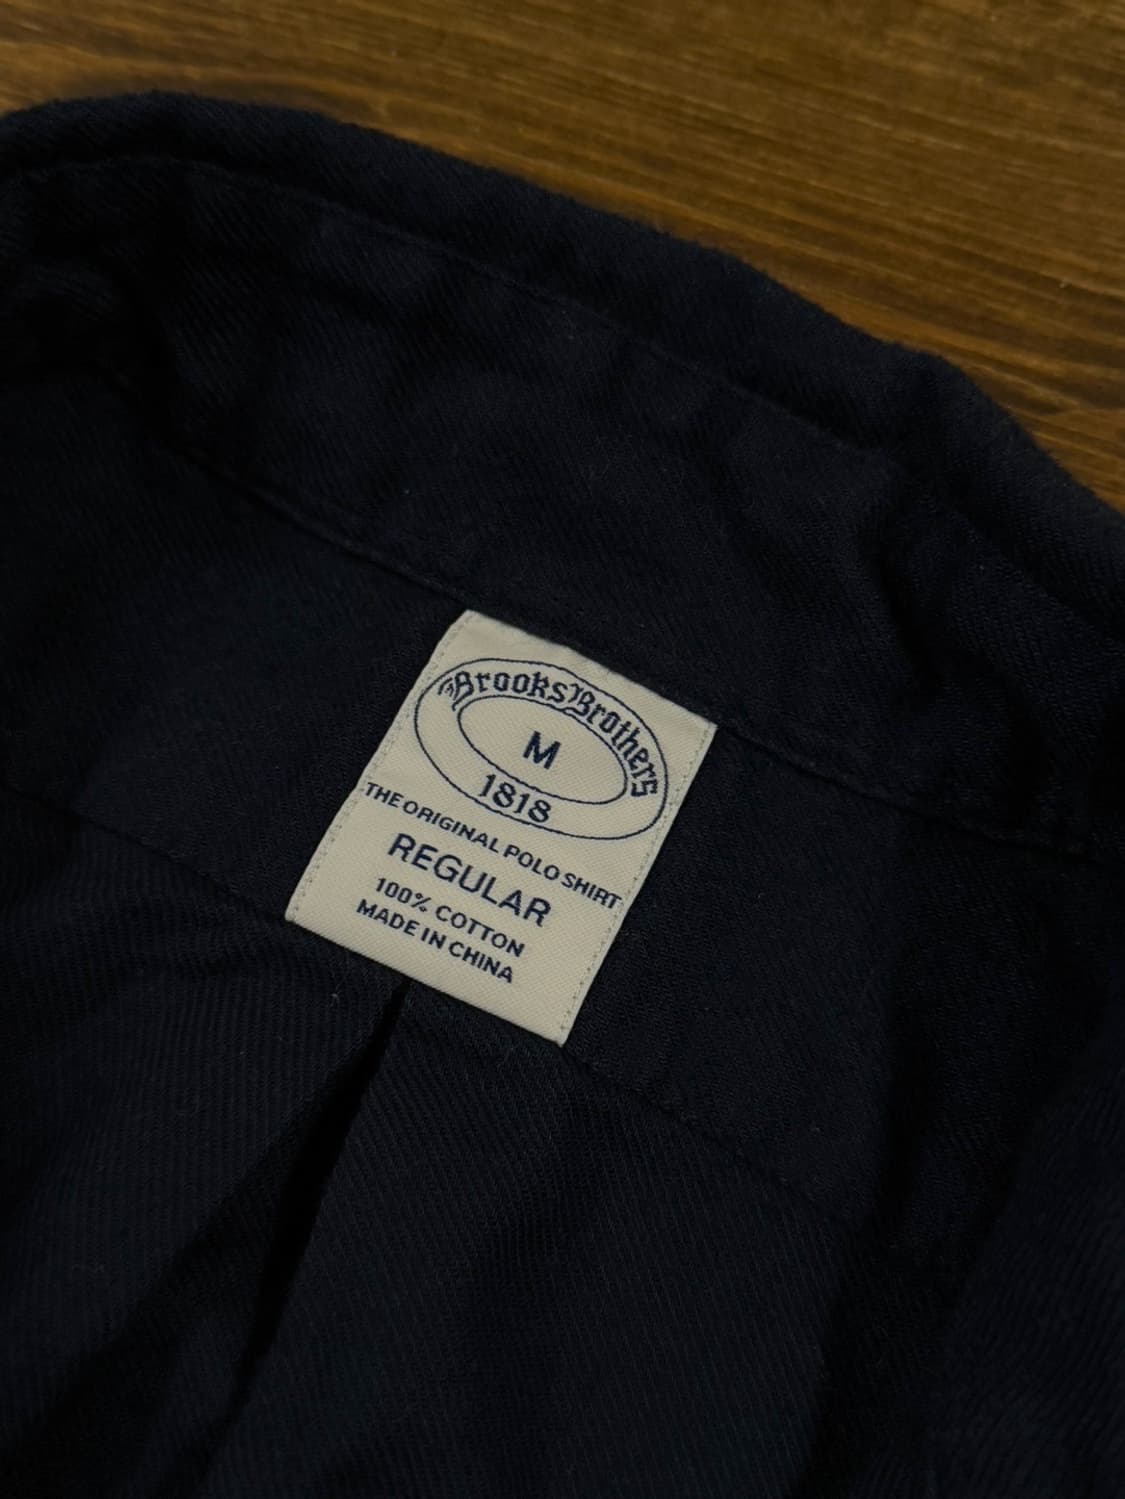 Brooks Brothers
M
1818
THE ORIGINAL POLO SHIRT
REGULAR
100% COTTON
MADE IN CHINA